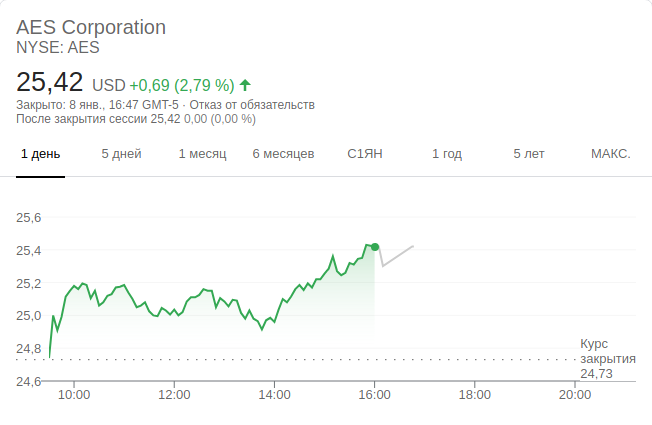 AES Corporation
NYSE: AES
25,42 USD +0,69 (2,79 %)
Закрыто: 8 янв., 16:47 GMT-5 · Отказ от обязательств
После закрытия сессии 25,42 0,00 (0,00 %)
1 день 5 дней 1 месяц 6 месяцев С1ЯН 1 год 5 лет МАКС.
25,6
25,4
25,2
25,0
24,8
24,6
Курс
закрытия
24,73
10:00 12:00 14:00 16:00 18:00 20:00